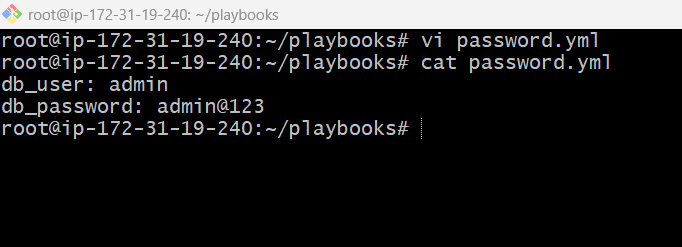 root@ip-172-31-19-240: ~/playbooks
root@ip-172-31-19-240:~/playbooks# vi password.yml
root@ip-172-31-19-240:~/playbooks# cat password.yml
db_user: admin
db_password: admin@123
root@ip-172-31-19-240:~/playbooks#